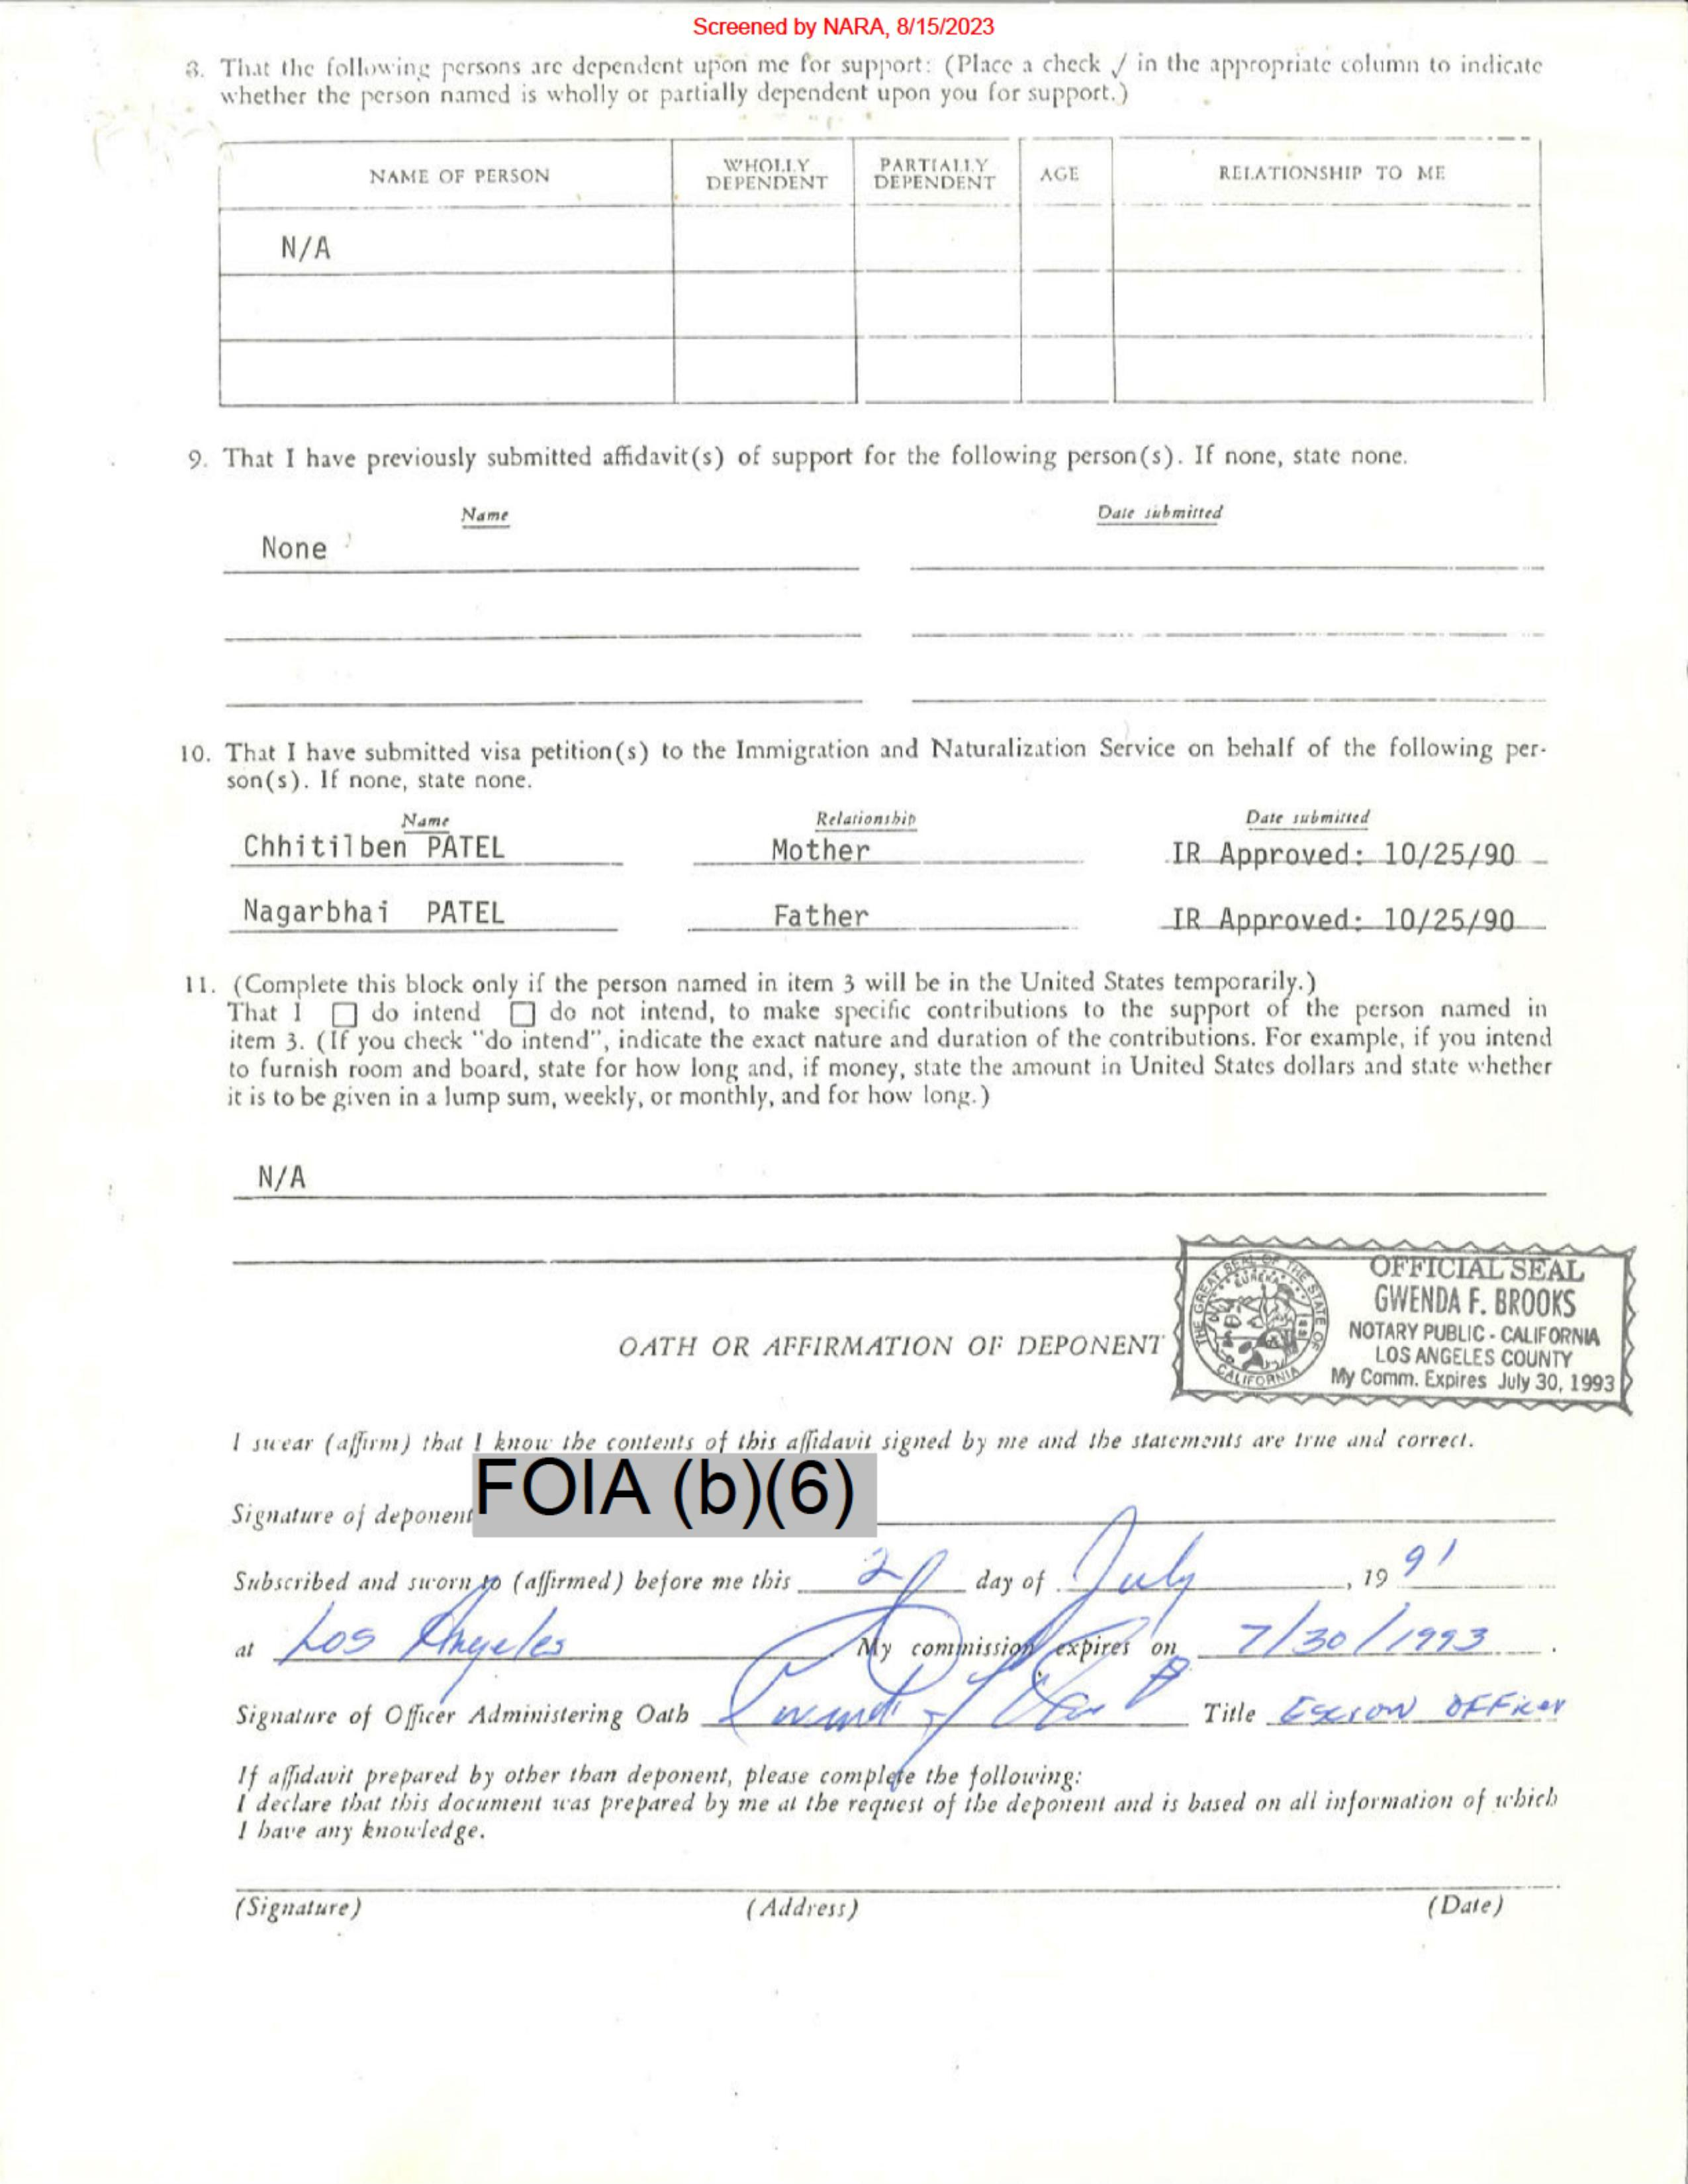 Screened by NARA, 8/15/2023
8. That the following persons are dependent upon me for support: (Place a check √ in the appropriate column to indicate
whether the person named is wholly or partially dependent upon you for support.)
NAME OF PERSON WHOLLY DEPENDENT PARTIALLY DEPENDENT AGE RELATIONSHIP TO ME
N/A
9. That I have previously submitted affidavit(s) of support for the following person(s). If none, state none.
Name Date submitted
None
10. That I have submitted visa petition(s) to the Immigration and Naturalization Service on behalf of the following per-
son(s). If none, state none.
Name Relationship Date submitted
Chhitilben PATEL Mother IR Approved: 10/25/90
Nagarbhai PATEL Father IR Approved: 10/25/90
11. (Complete this block only if the person named in item 3 will be in the United States temporarily.)
That I ☐ do intend ☐ do not intend, to make specific contributions to the support of the person named in
item 3. (If you check "do intend", indicate the exact nature and duration of the contributions. For example, if you intend
to furnish room and board, state for how long and, if money, state the amount in United States dollars and state whether
it is to be given in a lump sum, weekly, or monthly, and for how long.)
N/A
THE GREAT SEAL OF THE STATE OF CALIFORNIA
EUREKA
OFFICIAL SEAL
GWENDA F. BROOKS
NOTARY PUBLIC - CALIFORNIA
LOS ANGELES COUNTY
My Comm. Expires July 30, 1993
OATH OR AFFIRMATION OF DEPONENT
I swear (affirm) that I know the contents of this affidavit signed by me and the statements are true and correct.
Signature of deponent FOIA (b)(6)
Subscribed and sworn to (affirmed) before me this 2 day of July, 19 91
at Los Angeles My commission expires on 7/30/1993.
Signature of Officer Administering Oath Title Escrow Officer
If affidavit prepared by other than deponent, please complete the following:
I declare that this document was prepared by me at the request of the deponent and is based on all information of which
I have any knowledge.
(Signature) (Address) (Date)